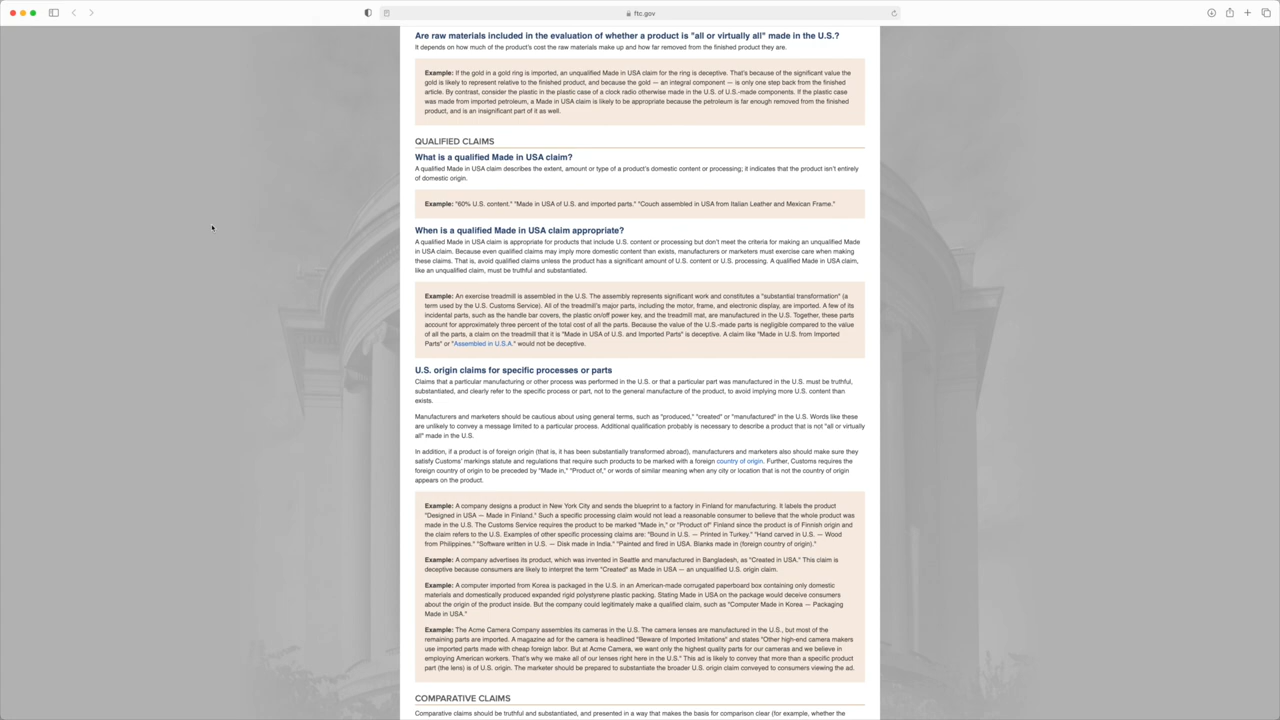 ftc.gov
Are raw materials included in the evaluation of whether a product is "all or virtually all" made in the U.S.?
It depends on how much of the product's cost the raw materials make up and how far removed from the finished product they are.
Example: If the gold in a gold ring is imported, an unqualified Made in USA claim for the ring is deceptive. That's because of the significant value the
gold is likely to represent relative to the finished product, and because the gold — an integral component — is only one step back from the finished
article. By contrast, consider the plastic in the plastic case of a clock radio otherwise made in the U.S. of U.S.-made components. If the plastic case
was made from imported petroleum, a Made in USA claim is likely to be appropriate because the petroleum is far enough removed from the finished
product, and is an insignificant part of it as well.
QUALIFIED CLAIMS
What is a qualified Made in USA claim?
A qualified Made in USA claim describes the extent, amount or type of a product's domestic content or processing; it indicates that the product isn't entirely
of domestic origin.
Example: "60% U.S. content." "Made in USA of U.S. and imported parts." "Couch assembled in USA from Italian Leather and Mexican Frame."
When is a qualified Made in USA claim appropriate?
A qualified Made in USA claim is appropriate for products that include U.S. content or processing but don't meet the criteria for making an unqualified Made
in USA claim. Because even qualified claims may imply more domestic content than exists, manufacturers or marketers must exercise care when making
these claims. That is, avoid qualified claims unless the product has a significant amount of U.S. content or U.S. processing. A qualified Made in USA claim,
like an unqualified claim, must be truthful and substantiated.
Example: An exercise treadmill is assembled in the U.S. The assembly represents significant work and constitutes a "substantial transformation" (a
term used by the U.S. Customs Service). All of the treadmill's major parts, including the motor, frame, and electronic display, are imported. A few of its
incidental parts, such as the handle bar covers, the plastic on/off power key, and the treadmill mat, are manufactured in the U.S. Together, these parts
account for approximately three percent of the total cost of all the parts. Because the value of the U.S.-made parts is negligible compared to the value
of all the parts, a claim on the treadmill that it is "Made in USA of U.S. and Imported Parts" is deceptive. A claim like "Made in U.S. from Imported
Parts" or "Assembled in U.S.A." would not be deceptive.
U.S. origin claims for specific processes or parts
Claims that a particular manufacturing or other process was performed in the U.S. or that a particular part was manufactured in the U.S. must be truthful,
substantiated, and clearly refer to the specific process or part, not to the general manufacture of the product, to avoid implying more U.S. content than
exists.
Manufacturers and marketers should be cautious about using general terms, such as "produced," "created" or "manufactured" in the U.S. Words like these
are unlikely to convey a message limited to a particular process. Additional qualification probably is necessary to describe a product that is not "all or virtually
all" made in the U.S.
In addition, if a product is of foreign origin (that is, it has been substantially transformed abroad), manufacturers and marketers also should make sure they
satisfy Customs' markings statute and regulations that require such products to be marked with a foreign country of origin. Further, Customs requires the
foreign country of origin to be preceded by "Made in," "Product of," or words of similar meaning when any city or location that is not the country of origin
appears on the product.
Example: A company designs a product in New York City and sends the blueprint to a factory in Finland for manufacturing. It labels the product
"Designed in USA — Made in Finland." Such a specific processing claim would not lead a reasonable consumer to believe that the whole product was
made in the U.S. The Customs Service requires the product to be marked "Made in," or "Product of" Finland since the product is of Finnish origin and
the claim refers to the U.S. Examples of other specific processing claims are: "Bound in U.S. — Printed in Turkey." "Hand carved in U.S. — Wood
from Philippines." "Software written in U.S. — Disk made in India." "Painted and fired in USA. Blanks made in (foreign country of origin)."
Example: A company advertises its product, which was invented in Seattle and manufactured in Bangladesh, as "Created in USA." This claim is
deceptive because consumers are likely to interpret the term "Created" as Made in USA — an unqualified U.S. origin claim.
Example: A computer imported from Korea is packaged in the U.S. in an American-made corrugated paperboard box containing only domestic
materials and domestically produced expanded rigid polystyrene plastic packing. Stating Made in USA on the package would deceive consumers
about the origin of the product inside. But the company could legitimately make a qualified claim, such as "Computer Made in Korea — Packaging
Made in USA."
Example: The Acme Camera Company assembles its cameras in the U.S. The camera lenses are manufactured in the U.S., but most of the
remaining parts are imported. A magazine ad for the camera is headlined "Beware of Imported Imitations" and states "Other high-end camera makers
use imported parts made with cheap foreign labor. But at Acme Camera, we want only the highest quality parts for our cameras and we believe in
employing American workers. That's why we make all of our lenses right here in the U.S." This ad is likely to convey that more than a specific product
part (the lens) is of U.S. origin. The marketer should be prepared to substantiate the broader U.S. origin claim conveyed to consumers viewing the ad.
COMPARATIVE CLAIMS
Comparative claims should be truthful and substantiated, and presented in a way that makes the basis for comparison clear (for example, whether the